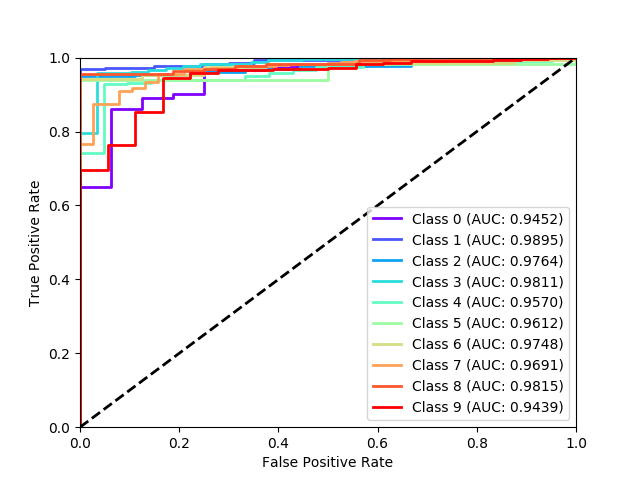 1.0
0.8
0.6
0.4
0.2
0.0
True Positive Rate
0.0 0.2 0.4 0.6 0.8 1.0
False Positive Rate
Class 0 (AUC: 0.9452)
Class 1 (AUC: 0.9895)
Class 2 (AUC: 0.9764)
Class 3 (AUC: 0.9811)
Class 4 (AUC: 0.9570)
Class 5 (AUC: 0.9612)
Class 6 (AUC: 0.9748)
Class 7 (AUC: 0.9691)
Class 8 (AUC: 0.9815)
Class 9 (AUC: 0.9439)